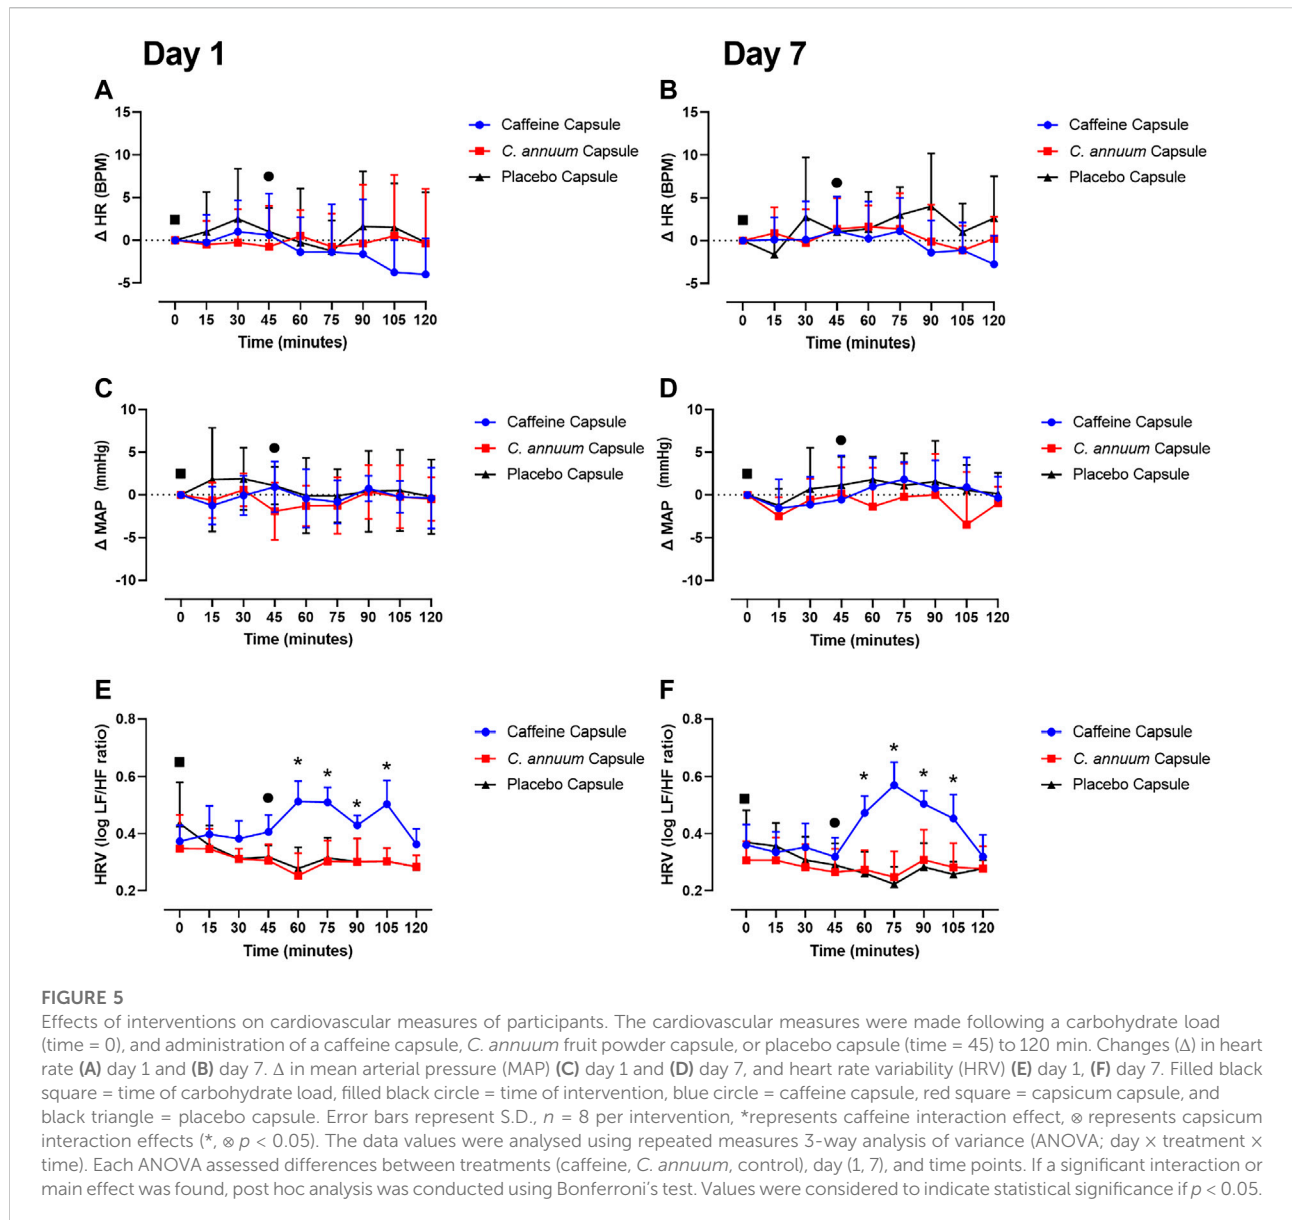 Day 1
Day 7
A
Δ HR (BPM)
15
10
5
0
-5
0 15 30 45 60 75 90 105 120
Time (minutes)
Caffeine Capsule
C. annuum Capsule
Placebo Capsule
B
Δ HR (BPM)
15
10
5
0
-5
0 15 30 45 60 75 90 105 120
Time (minutes)
Caffeine Capsule
C. annuum Capsule
Placebo Capsule
C
Δ MAP (mmHg)
10
5
0
-5
-10
0 15 30 45 60 75 90 105 120
Time (minutes)
Caffeine Capsule
C. annuum Capsule
Placebo Capsule
D
Δ MAP (mmHg)
10
5
0
-5
-10
0 15 30 45 60 75 90 105 120
Time (minutes)
Caffeine Capsule
C. annuum Capsule
Placebo Capsule
E
HRV (log LF/HF ratio)
0.8
0.6
0.4
0.2
* * * *
0 15 30 45 60 75 90 105 120
Time (minutes)
Caffeine Capsule
C. annuum Capsule
Placebo Capsule
F
HRV (log LF/HF ratio)
0.8
0.6
0.4
0.2
* * * *
0 15 30 45 60 75 90 105 120
Time (minutes)
Caffeine Capsule
C. annuum Capsule
Placebo Capsule
FIGURE 5
Effects of interventions on cardiovascular measures of participants. The cardiovascular measures were made following a carbohydrate load
(time = 0), and administration of a caffeine capsule, C. annuum fruit powder capsule, or placebo capsule (time = 45) to 120 min. Changes (Δ) in heart
rate (A) day 1 and (B) day 7. Δ in mean arterial pressure (MAP) (C) day 1 and (D) day 7, and heart rate variability (HRV) (E) day 1, (F) day 7. Filled black
square = time of carbohydrate load, filled black circle = time of intervention, blue circle = caffeine capsule, red square = capsicum capsule, and
black triangle = placebo capsule. Error bars represent S.D., n = 8 per intervention, *represents caffeine interaction effect, ⊗ represents capsicum
interaction effects (*, ⊗ p < 0.05). The data values were analysed using repeated measures 3-way analysis of variance (ANOVA; day × treatment ×
time). Each ANOVA assessed differences between treatments (caffeine, C. annuum, control), day (1, 7), and time points. If a significant interaction or
main effect was found, post hoc analysis was conducted using Bonferroni's test. Values were considered to indicate statistical significance if p < 0.05.